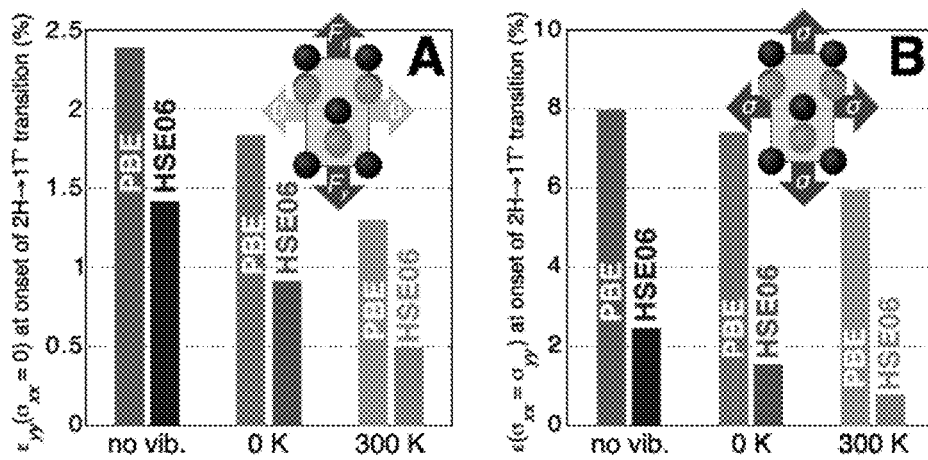 A
ε_yy(σ_xx = 0) at onset of 2H→1T' transition (%)
2.5
2
1.5
1
0.5
0
PBE
HSE06
PBE
HSE06
PBE
HSE06
F
F
no vib.
0 K
300 K
B
ε(σ_xx = σ_yy) at onset of 2H→1T' transition (%)
10
8
6
4
2
0
PBE
HSE06
PBE
HSE06
PBE
HSE06
σ
σ
σ
σ
no vib.
0 K
300 K